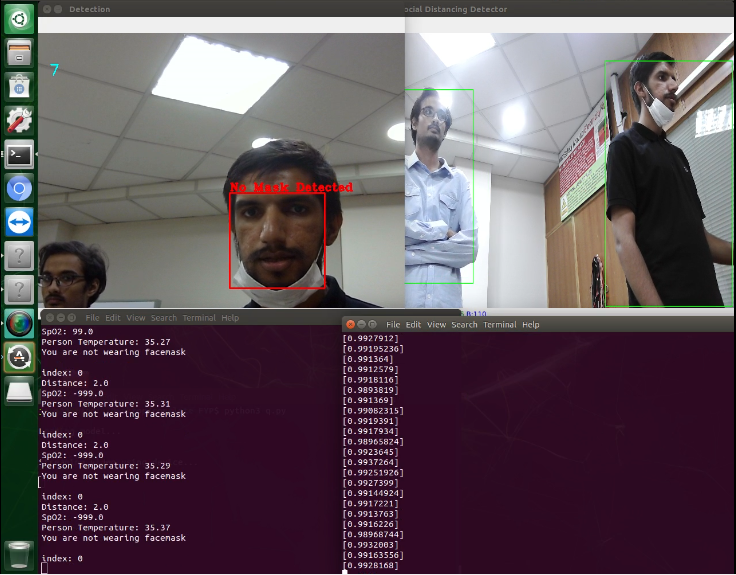 Detection
ocial Distancing Detector
7
No Mask Detected
B:110
File Edit View Search Terminal Help
SpO2: 99.0
Person Temperature: 35.27
You are not wearing facemask
index: 0
Distance: 2.0
SpO2: -999.0
Person Temperature: 35.31
You are not wearing facemask
index: 0
Distance: 2.0
SpO2: -999.0
Person Temperature: 35.29
You are not wearing facemask
index: 0
Distance: 2.0
SpO2: -999.0
Person Temperature: 35.37
You are not wearing facemask
index: 0
File Edit View Search Terminal Help
[0.9927912]
[0.99195236]
[0.991364]
[0.9912579]
[0.9918116]
[0.9893819]
[0.991369]
[0.99082315]
[0.9919391]
[0.9917934]
[0.98965824]
[0.9923645]
[0.9937264]
[0.99251926]
[0.9927399]
[0.99144924]
[0.9917221]
[0.9913763]
[0.9916226]
[0.98968744]
[0.9932003]
[0.99163556]
[0.9928168]